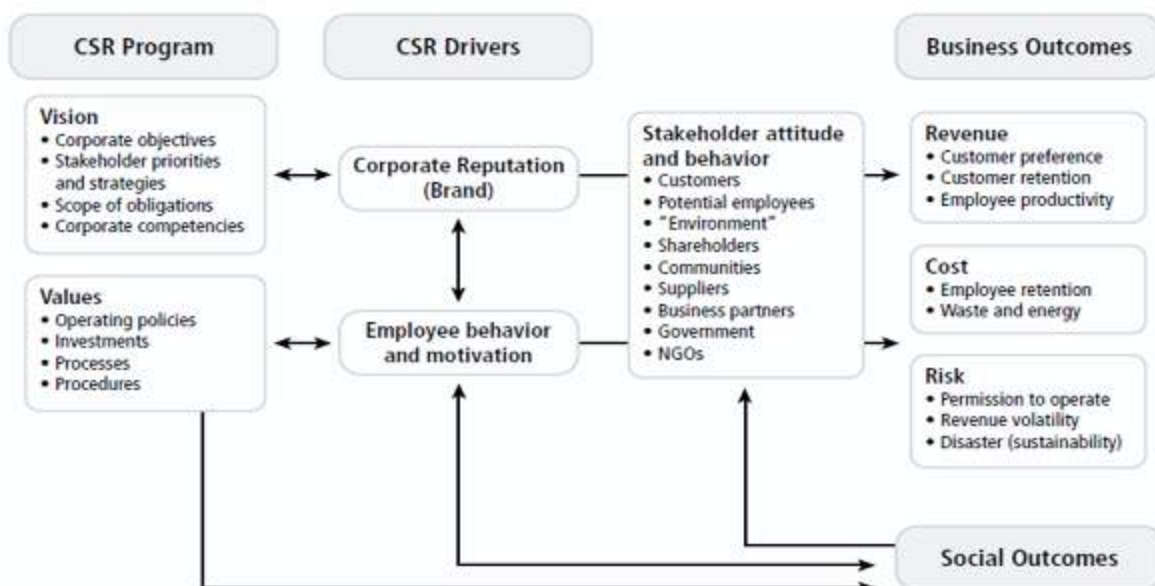 CSR Program
CSR Drivers
Business Outcomes
Vision
• Corporate objectives
• Stakeholder priorities
and strategies
• Scope of obligations
• Corporate competencies
Values
• Operating policies
• Investments
• Processes
• Procedures
Corporate Reputation
(Brand)
Employee behavior
and motivation
Stakeholder attitude
and behavior
• Customers
• Potential employees
• "Environment"
• Shareholders
• Communities
• Suppliers
• Business partners
• Government
• NGOs
Revenue
• Customer preference
• Customer retention
• Employee productivity
Cost
• Employee retention
• Waste and energy
Risk
• Permission to operate
• Revenue volatility
• Disaster (sustainability)
Social Outcomes